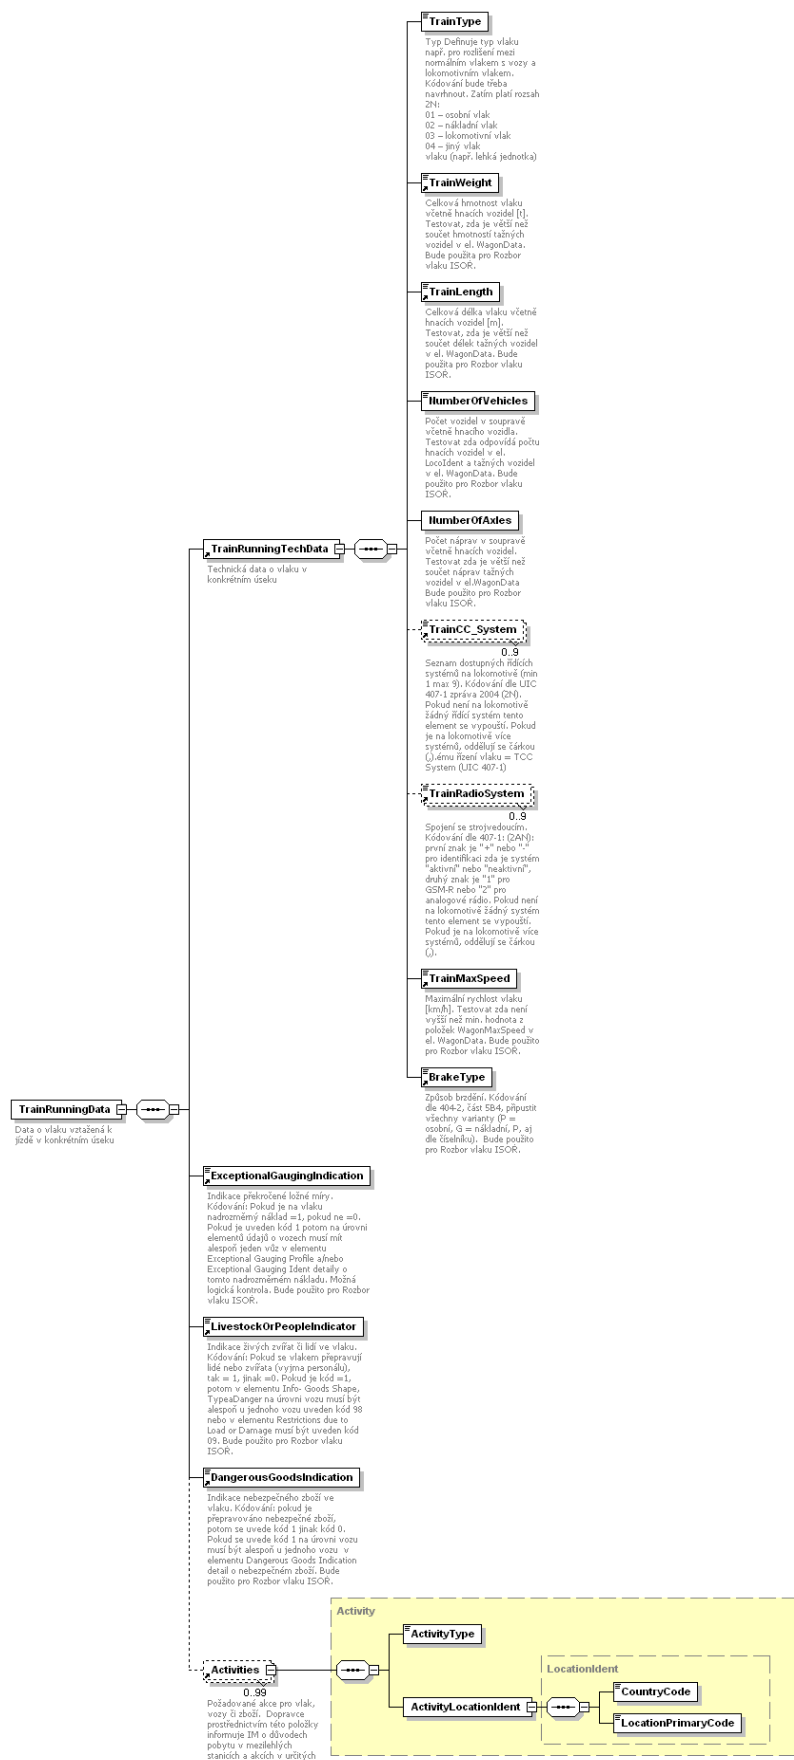 TrainType
Typ Definuje typ vlaku
např. pro rozlišení mezi
normálním vlakem s vozy a
lokomotivním vlakem.
Kódování bude třeba
navrhnout. Zatím platí rozsah
2N:
01 – osobní vlak
02 – nákladní vlak
03 – lokomotivní vlak
04 – jiný vlak
vlaku (např. lehká jednotka)
TrainWeight
Celková hmotnost vlaku
včetně hnacích vozidel [t].
Testovat, zda je větší než
součet hmotností tažných
vozidel v el. WagonData.
Bude použita pro Rozbor
vlaku ISOŘ.
TrainLength
Celková délka vlaku včetně
hnacích vozidel [m].
Testovat, zda je větší než
součet délek tažných vozidel
v el. WagonData. Bude
použita pro Rozbor vlaku
ISOŘ.
NumberOfVehicles
Počet vozidel v soupravě
včetně hnacího vozidla.
Testovat zda odpovídá počtu
hnacích vozidel v el.
LocoIdent a tažných vozidel
v el. WagonData. Bude
použito pro Rozbor vlaku
ISOŘ.
NumberOfAxles
Počet náprav v soupravě
včetně hnacích vozidel.
Testovat zda je větší než
součet náprav tažných
vozidel v el.WagonData
Bude použito pro Rozbor
vlaku ISOŘ.
TrainRunningTechData
Technická data o vlaku v
konkrétním úseku
TrainCC_System
0..9
Seznam dostupných řídících
systémů na lokomotivě (min
1 max 9). Kódování dle UIC
407-1 zpráva 2004 (2N).
Pokud není na lokomotivě
žádný řídící systém tento
element se vypouští. Pokud
je na lokomotivě více
systémů, oddělují se čárkou
(,).ému řízení vlaku = TCC
System (UIC 407-1)
TrainRadioSystem
0..9
Spojení se strojvedoucím.
Kódování dle 407-1: (2AN):
první znak je "+" nebo "-"
pro identifikaci zda je systém
"aktivní" nebo "neaktivní",
druhý znak je "1" pro
GSM-R nebo "2" pro
analogové rádio. Pokud není
na lokomotivě žádný systém
tento element se vypouští.
Pokud je na lokomotivě více
systémů, oddělují se čárkou
(,).
TrainMaxSpeed
Maximální rychlost vlaku
[km/h]. Testovat zda není
vyšší než min. hodnota z
položek WagonMaxSpeed v
el. WagonData. Bude použito
pro Rozbor vlaku ISOŘ.
BrakeType
Způsob brzdění. Kódování
dle 404-2, část 5B4, připustit
všechny varianty (P =
osobní, G = nákladní, P, aj
dle číselníku). Bude použito
pro Rozbor vlaku ISOŘ.
TrainRunningData
Data o vlaku vztažená k
jízdě v konkrétním úseku
ExceptionalGaugingIndication
Indikace překročené ložné míry.
Kódování: Pokud je na vlaku
nadrozměrný náklad =1, pokud ne =0.
Pokud je uveden kód 1 potom na úrovni
elementů údajů o vozech musí mít
alespoň jeden vůz v elementu
Exceptional Gauging Profile a/nebo
Exceptional Gauging Ident detaily o
tomto nadrozměrném nákladu. Možná
logická kontrola. Bude použito pro Rozbor
vlaku ISOŘ.
LivestockOrPeopleIndicator
Indikace živých zvířat či lidí ve vlaku.
Kódování: Pokud se vlakem přepravují
lidé nebo zvířata (vyjma personálu),
tak = 1, jinak =0. Pokud je kód =1,
potom v elementu Info- Goods Shape,
TypeaDanger na úrovni vozu musí být
alespoň u jednoho vozu uveden kód 98
nebo v elementu Restrictions due to
Load or Damage musí být uveden kód
09. Bude použito pro Rozbor vlaku
ISOŘ.
DangerousGoodsIndication
Indikace nebezpečného zboží ve
vlaku. Kódování: pokud je
přepravováno nebezpečné zboží,
potom se uvede kód 1 jinak kód 0.
Pokud se uvede kód 1 na úrovni vozu
musí být alespoň u jednoho vozu v
elementu Dangerous Goods Indication
detail o nebezpečném zboží. Bude
použito pro Rozbor vlaku ISOŘ.
Activities
0..99
Požadované akce pro vlak,
vozy či zboží. Dopravce
prostřednictvím této položky
informuje IM o důvodech
pobytu v mezilehlých
stanicích a akcích v určitých
Activity
ActivityType
ActivityLocationIdent
LocationIdent
CountryCode
LocationPrimaryCode